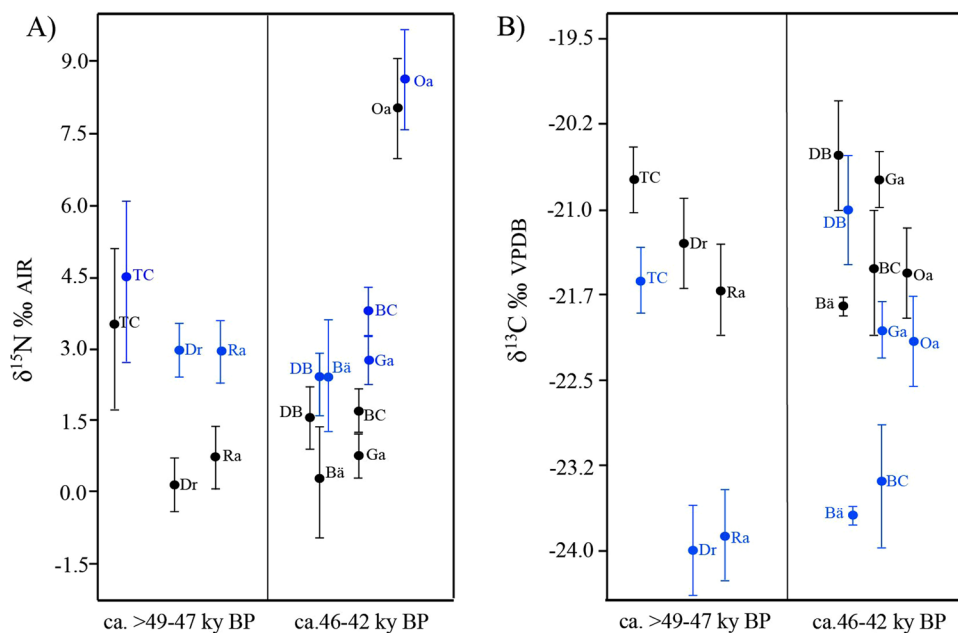 A)
δ15N ‰ AIR
9.0
7.5
6.0
4.5
3.0
1.5
0.0
-1.5
Oa
Oa
TC
TC
Dr
Ra
Dr
Ra
BC
Ga
DB
Bä
DB
BC
Ga
Bä
ca. >49-47 ky BP
ca.46-42 ky BP
B)
δ13C ‰ VPDB
-19.5
-20.2
-21.0
-21.7
-22.5
-23.2
-24.0
TC
Dr
Ra
TC
Dr
Ra
DB
Ga
DB
BC
Oa
Bä
Ga
Oa
BC
Bä
ca. >49-47 ky BP
ca.46-42 ky BP